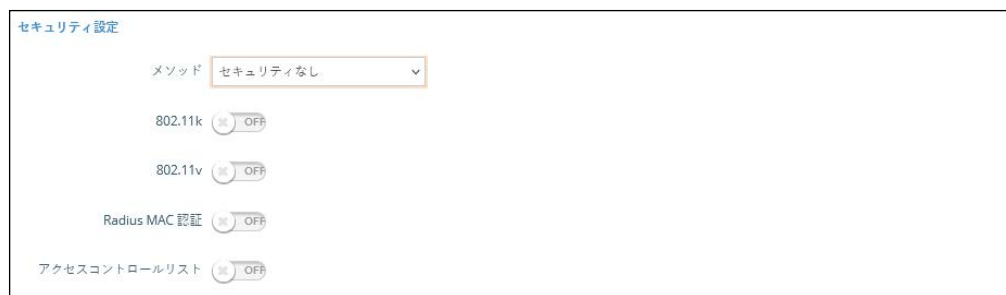 セキュリティ設定
メソッド セキュリティなし
802.11k OFF
802.11v OFF
Radius MAC 認証 OFF
アクセスコントロールリスト OFF